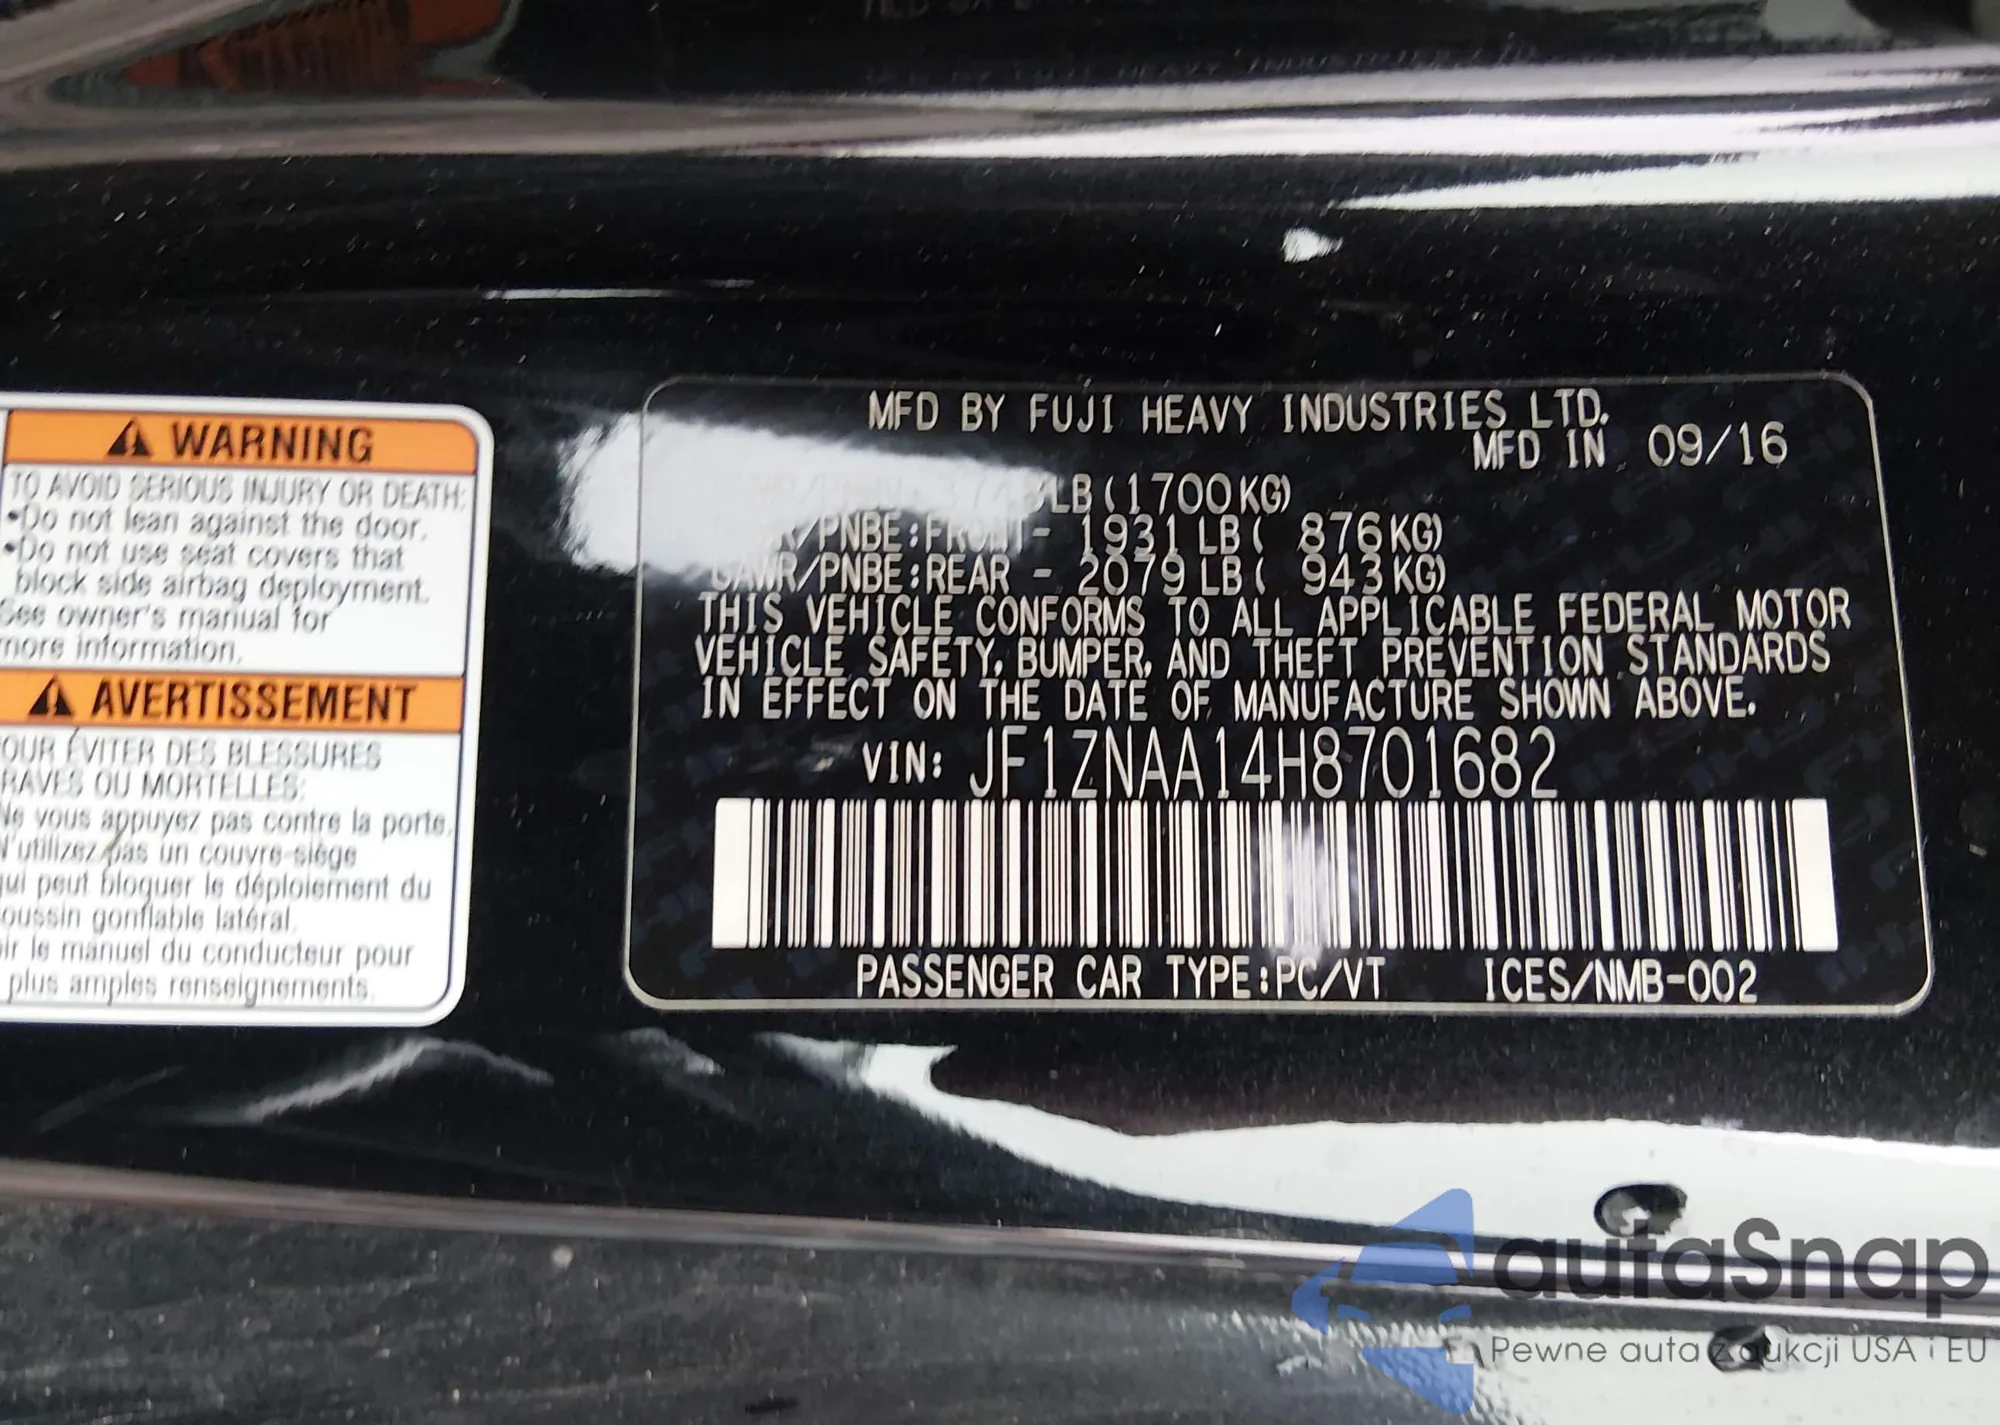 WARNING
TO AVOID SERIOUS INJURY OR DEATH:
•Do not lean against the door.
•Do not use seat covers that
block side airbag deployment.
See owner's manual for
more information.
AVERTISSEMENT
OUR ÉVITER DES BLESSURES
RAVES OU MORTELLES:
Ne vous appuyez pas contre la porte.
N'utilisez pas un couvre-siège
qui peut bloquer le déploiement du
oussin gonflable latéral.
ir le manuel du conducteur pour
plus amples renseignements.
MFD BY FUJI HEAVY INDUSTRIES LTD.
MFD IN 09/16
LB (1700KG)
/PNBE:FRONT- 1931 LB ( 876KG)
GAWR/PNBE:REAR - 2079 LB ( 943KG)
THIS VEHICLE CONFORMS TO ALL APPLICABLE FEDERAL MOTOR
VEHICLE SAFETY, BUMPER, AND THEFT PREVENTION STANDARDS
IN EFFECT ON THE DATE OF MANUFACTURE SHOWN ABOVE.
VIN: JF1ZNAA14H8701682
PASSENGER CAR TYPE:PC/VT ICES/NMB-002
autaSnap
Pewne auta z aukcji USA i EU